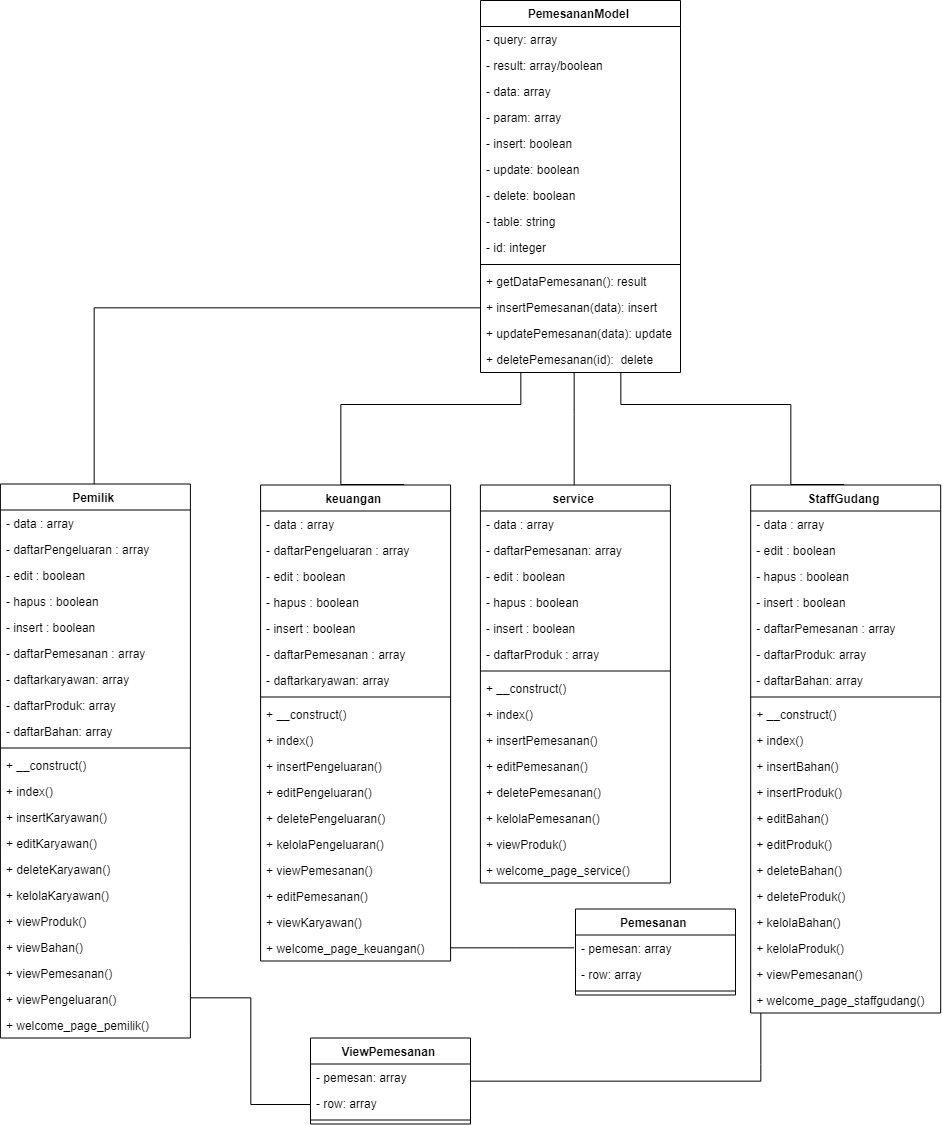 PemesananModel
- query: array
- result: array/boolean
- data: array
- param: array
- insert: boolean
- update: boolean
- delete: boolean
- table: string
- id: integer
+ getDataPemesanan(): result
+ insertPemesanan(data): insert
+ updatePemesanan(data): update
+ deletePemesanan(id):  delete
Pemilik
- data : array
- daftarPengeluaran : array
- edit : boolean
- hapus : boolean
- insert : boolean
- daftarPemesanan : array
- daftarkaryawan: array
- daftarProduk: array
- daftarBahan: array
+ __construct()
+ index()
+ insertKaryawan()
+ editKaryawan()
+ deleteKaryawan()
+ kelolaKaryawan()
+ viewProduk()
+ viewBahan()
+ viewPemesanan()
+ viewPengeluaran()
+ welcome_page_pemilik()
keuangan
- data : array
- daftarPengeluaran : array
- edit : boolean
- hapus : boolean
- insert : boolean
- daftarPemesanan : array
- daftarkaryawan: array
+ __construct()
+ index()
+ insertPengeluaran()
+ editPengeluaran()
+ deletePengeluaran()
+ kelolaPengeluaran()
+ viewPemesanan()
+ editPemesanan()
+ viewKaryawan()
+ welcome_page_keuangan()
service
- data : array
- daftarPemesanan: array
- edit : boolean
- hapus : boolean
- insert : boolean
- daftarProduk : array
+ __construct()
+ index()
+ insertPemesanan()
+ editPemesanan()
+ deletePemesanan()
+ kelolaPemesanan()
+ viewProduk()
+ welcome_page_service()
StaffGudang
- data : array
- edit : boolean
- hapus : boolean
- insert : boolean
- daftarPemesanan : array
- daftarProduk: array
- daftarBahan: array
+ __construct()
+ index()
+ insertBahan()
+ insertProduk()
+ editBahan()
+ editProduk()
+ deleteBahan()
+ deleteProduk()
+ kelolaBahan()
+ kelolaProduk()
+ viewPemesanan()
+ welcome_page_staffgudang()
Pemesanan
- pemesan: array
- row: array
ViewPemesanan
- pemesan: array
- row: array